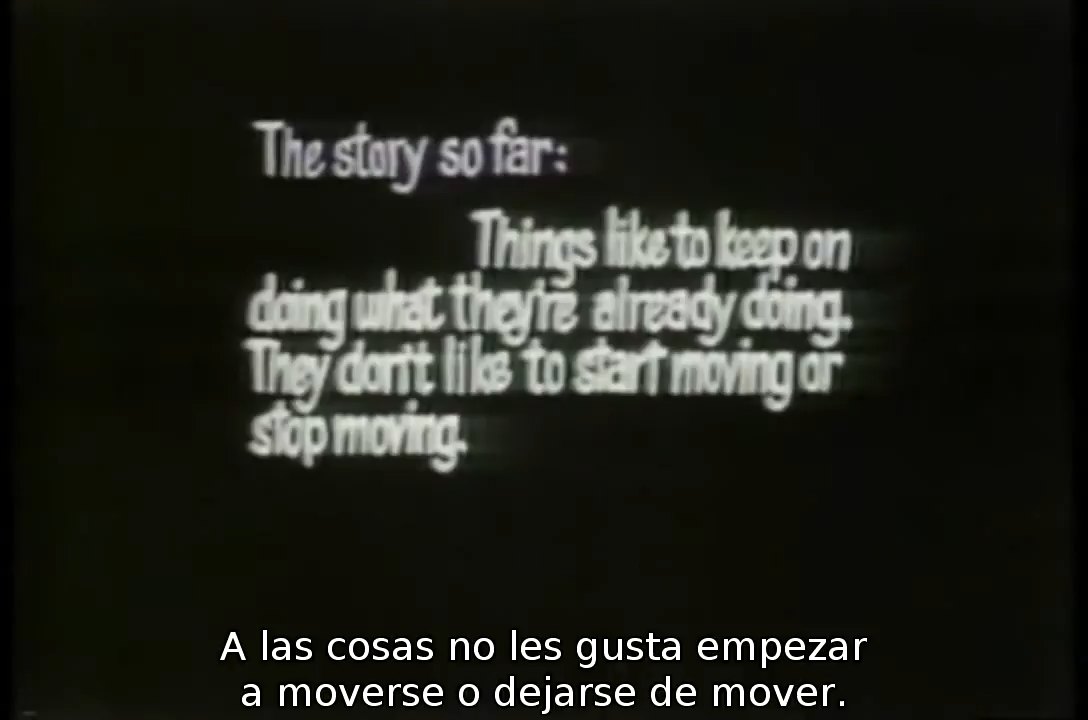 The story so far:
Things like to keep on
doing what they're already doing.
They don't like to start moving or
stop moving.
A las cosas no les gusta empezar
a moverse o dejarse de mover.